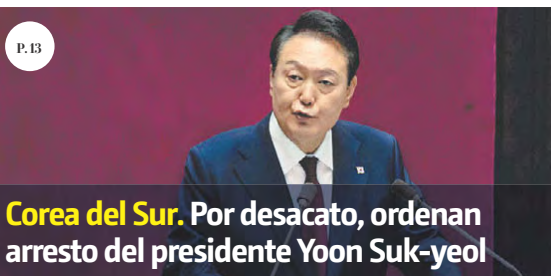 P. 13
Corea del Sur. Por desacato, ordenan
arresto del presidente Yoon Suk-yeol